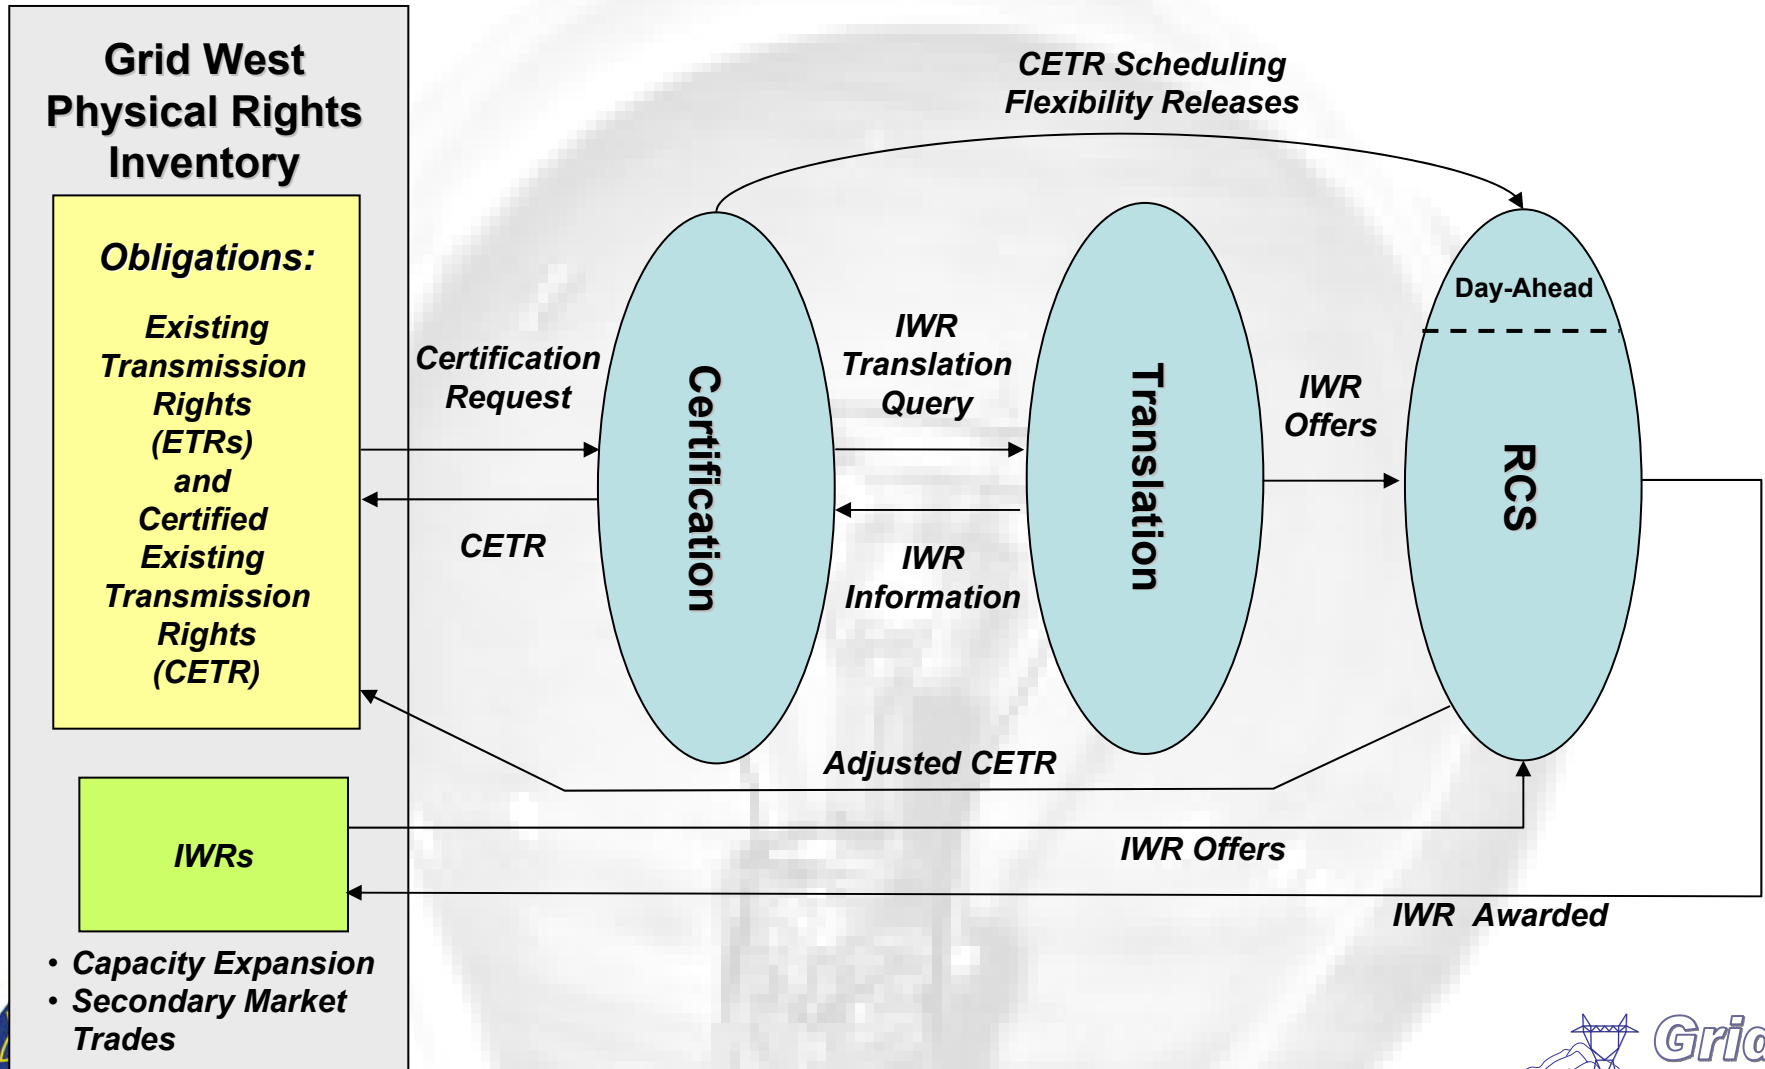 Grid West
Physical Rights
Inventory
Obligations:
Existing
Transmission
Rights
(ETRs)
and
Certified
Existing
Transmission
Rights
(CETR)
IWRs
• Capacity Expansion
• Secondary Market
Trades
Certification
Request
CETR
Certification
IWR
Translation
Query
IWR
Information
Translation
IWR
Offers
CETR Scheduling
Flexibility Releases
Day-Ahead
RCS
Adjusted CETR
IWR Offers
IWR Awarded